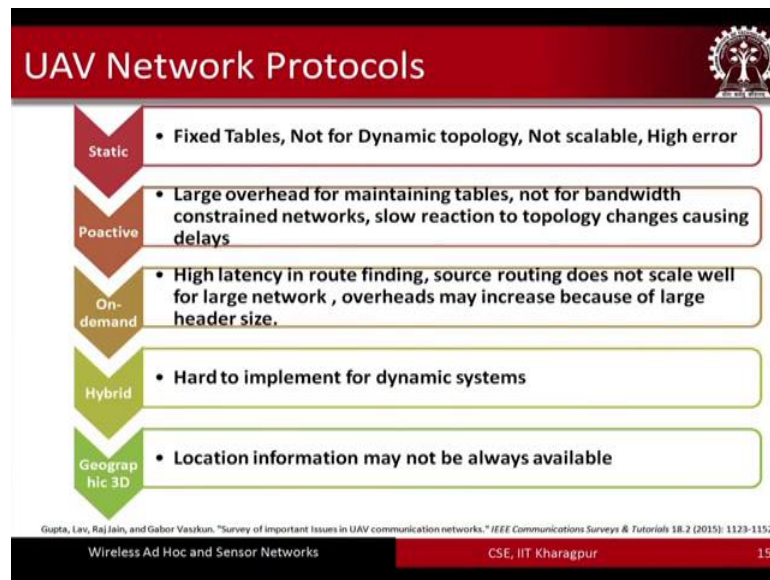 UAV Network Protocols
Static
• Fixed Tables, Not for Dynamic topology, Not scalable, High error
Poactive
• Large overhead for maintaining tables, not for bandwidth
constrained networks, slow reaction to topology changes causing
delays
On-
demand
• High latency in route finding, source routing does not scale well
for large network , overheads may increase because of large
header size.
Hybrid
• Hard to implement for dynamic systems
Geograp
hic 3D
• Location information may not be always available
Gupta, Lav, Raj Jain, and Gabor Vaszkun. "Survey of important Issues in UAV communication networks." IEEE Communications Surveys & Tutorials 18.2 (2015): 1123-1152
Wireless Ad Hoc and Sensor Networks
CSE, IIT Kharagpur
15